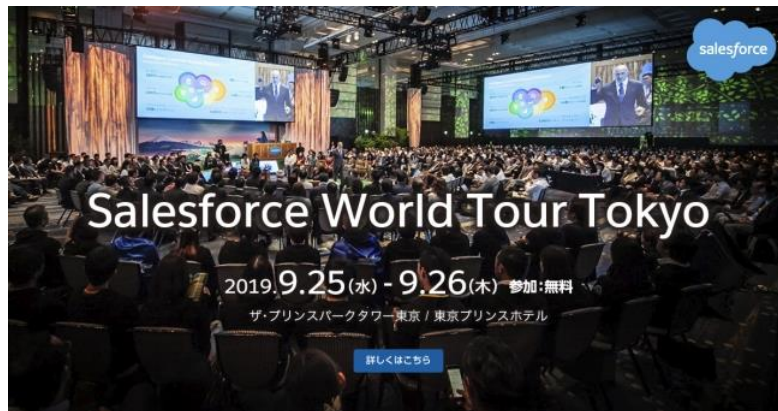 salesforce
Salesforce World Tour Tokyo
2019.9.25(水) - 9.26(木) 参加:無料
ザ・プリンスパークタワー東京 / 東京プリンスホテル
詳しくはこちら